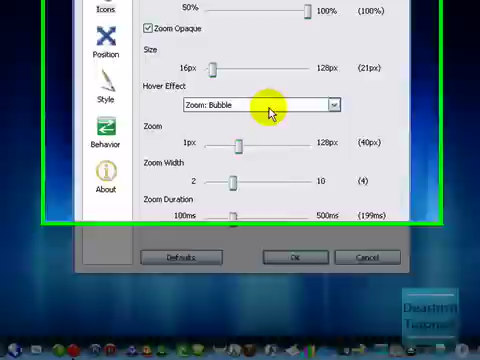 Icons
50% 100% (100%)
Zoom Opaque
Position
Size
16px 128px (21px)
Hover Effect
Style
Zoom: Bubble
Zoom
Behavior
1px 128px (40px)
Zoom Width
About
2 10 (4)
Zoom Duration
100ms 500ms (199ms)
Defaults Ok Cancel